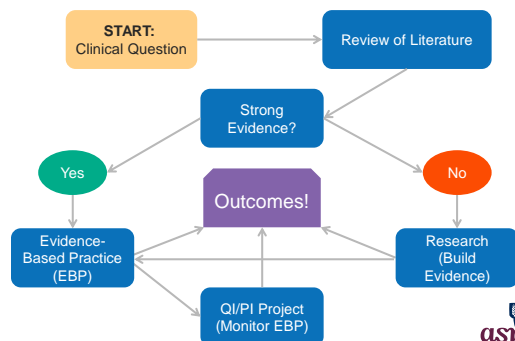 START:
Clinical Question
Review of Literature
Strong
Evidence?
Yes
No
Outcomes!
Evidence-
Based Practice
(EBP)
Research
(Build
Evidence)
QI/PI Project
(Monitor EBP)